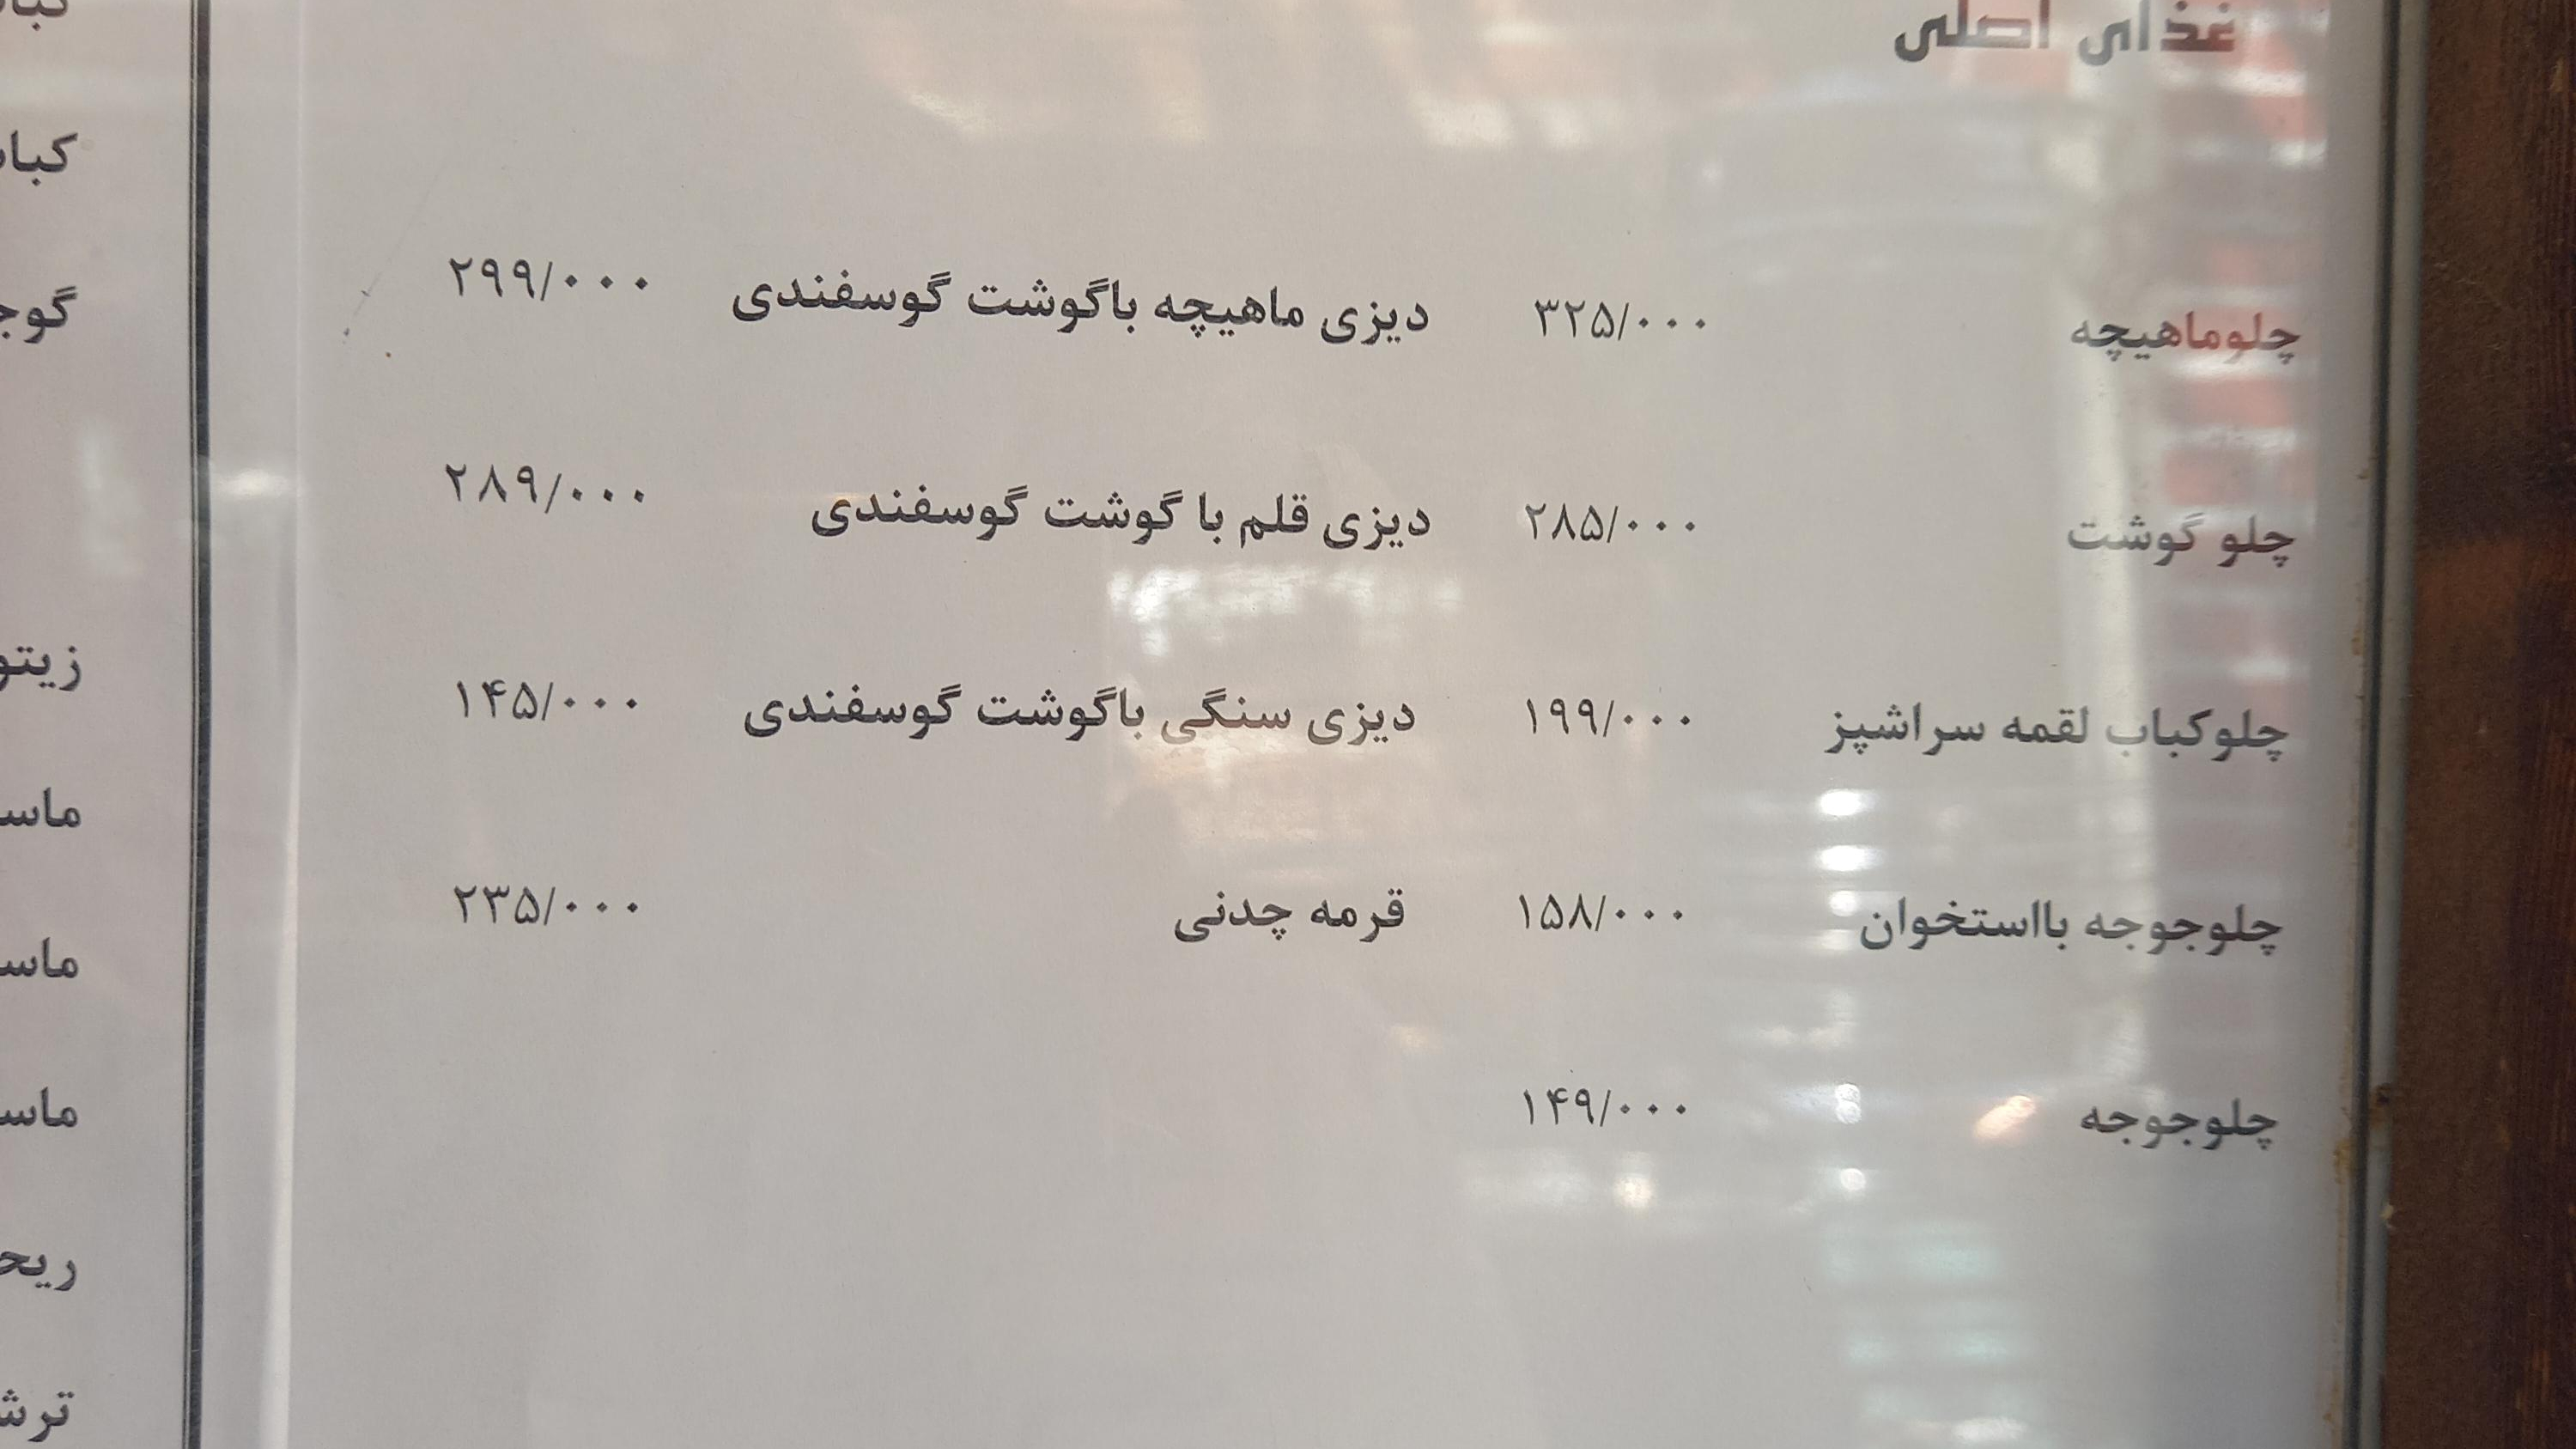 غذای اصلی
چلوماهیچه ۳۲۵/۰۰۰
چلو گوشت ۲۸۵/۰۰۰
چلوکباب لقمه سراشپز ۱۹۹/۰۰۰
چلوجوجه بااستخوان ۱۵۸/۰۰۰
چلوجوجه ۱۴۹/۰۰۰
دیزی ماهیچه باگوشت گوسفندی ۲۹۹/۰۰۰
دیزی قلم با گوشت گوسفندی ۲۸۹/۰۰۰
دیزی سنگی باگوشت گوسفندی ۱۴۵/۰۰۰
قرمه چدنی ۲۳۵/۰۰۰